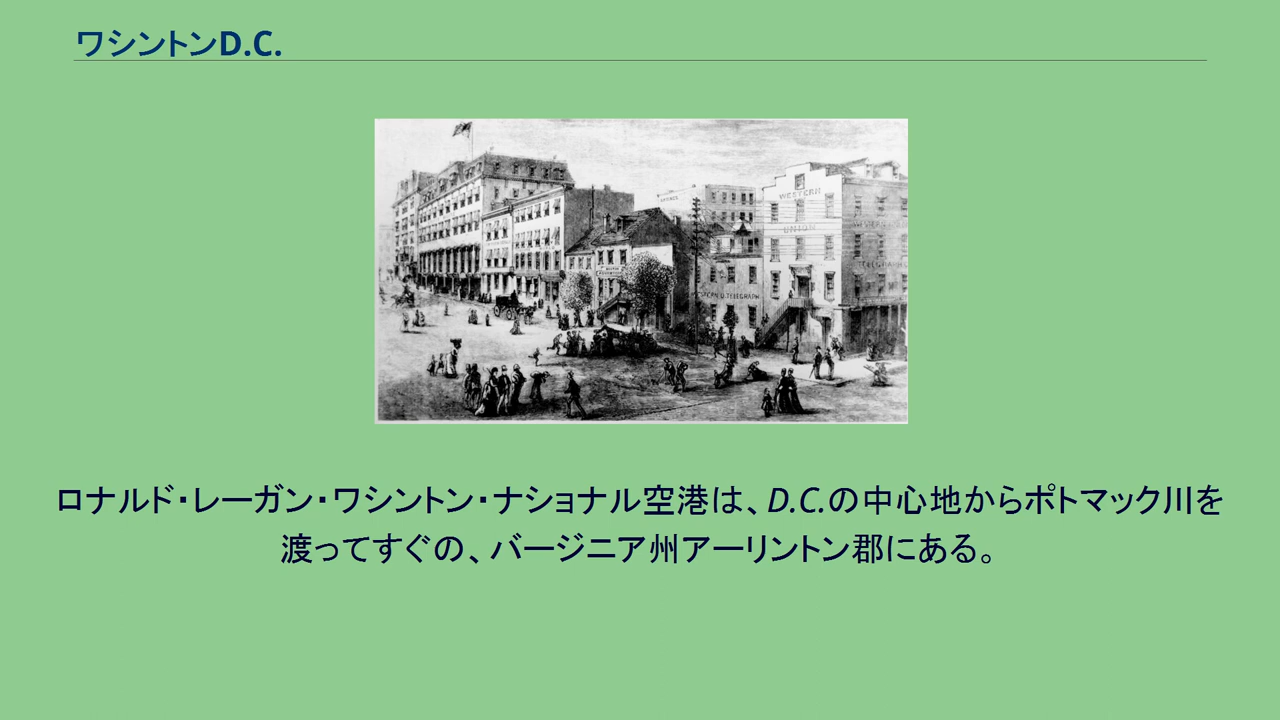 ワシントンD.C.
WESTERN
UNION
ロナルド・レーガン・ワシントン・ナショナル空港は、D.C.の中心地からポトマック川を
渡ってすぐの、バージニア州アーリントン郡にある。